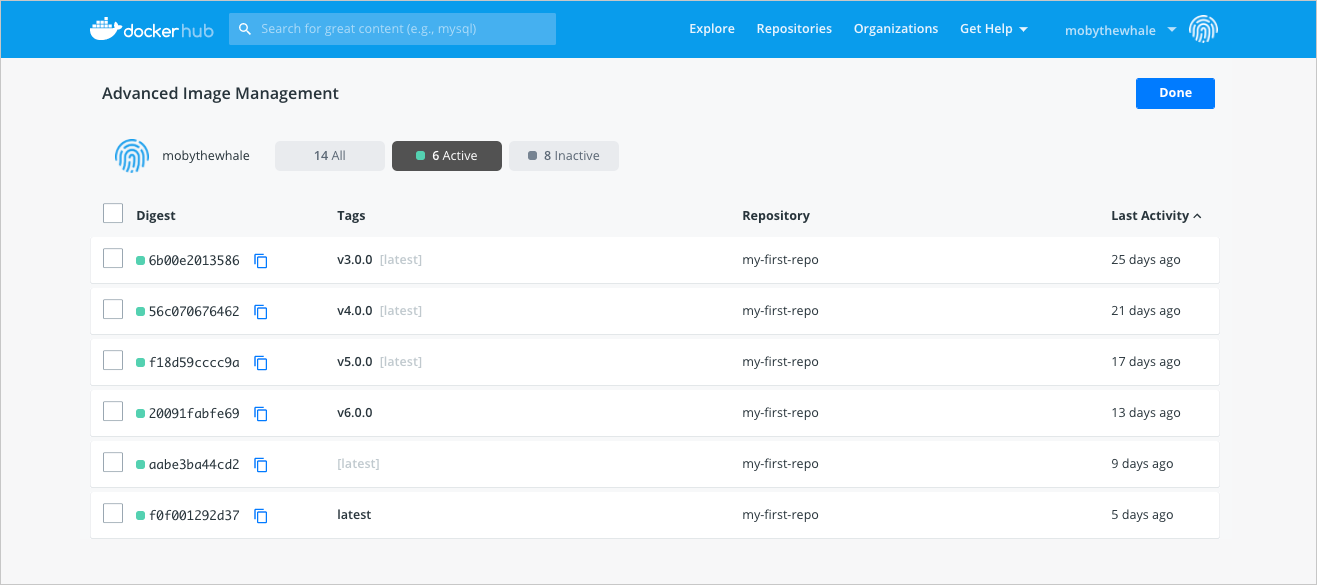 docker hub Search for great content (e.g., mysql) Explore Repositories Organizations Get Help mobythewhale
Advanced Image Management Done
mobythewhale 14 All 6 Active 8 Inactive
Digest Tags Repository Last Activity
6b00e2013586 v3.0.0 [latest] my-first-repo 25 days ago
56c070676462 v4.0.0 [latest] my-first-repo 21 days ago
f18d59cccc9a v5.0.0 [latest] my-first-repo 17 days ago
20091fabfe69 v6.0.0 my-first-repo 13 days ago
aabe3ba44cd2 [latest] my-first-repo 9 days ago
f0f001292d37 latest my-first-repo 5 days ago